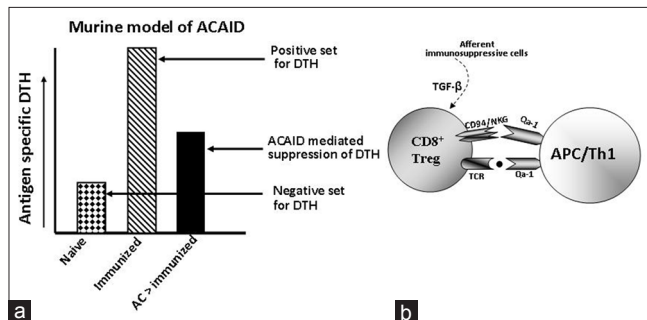 Murine model of ACAID
Antigen specific DTH
Positive set
for DTH
ACAID mediated
suppression of DTH
Negative set
for DTH
Naive
Immunized
AC > immunized
a
Afferent
immunosuppressive cells
TGF-β
CD94/NKG
Qa-1
CD8+
Treg
APC/Th1
TCR
Qa-1
b